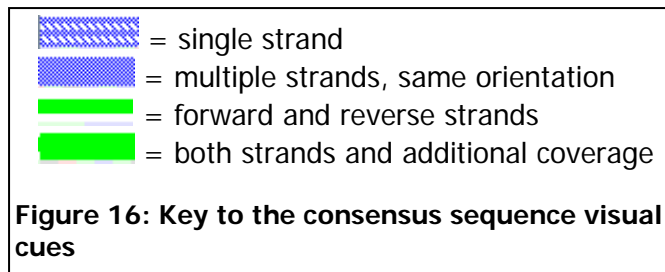 = single strand
= multiple strands, same orientation
= forward and reverse strands
= both strands and additional coverage
Figure 16: Key to the consensus sequence visual
cues